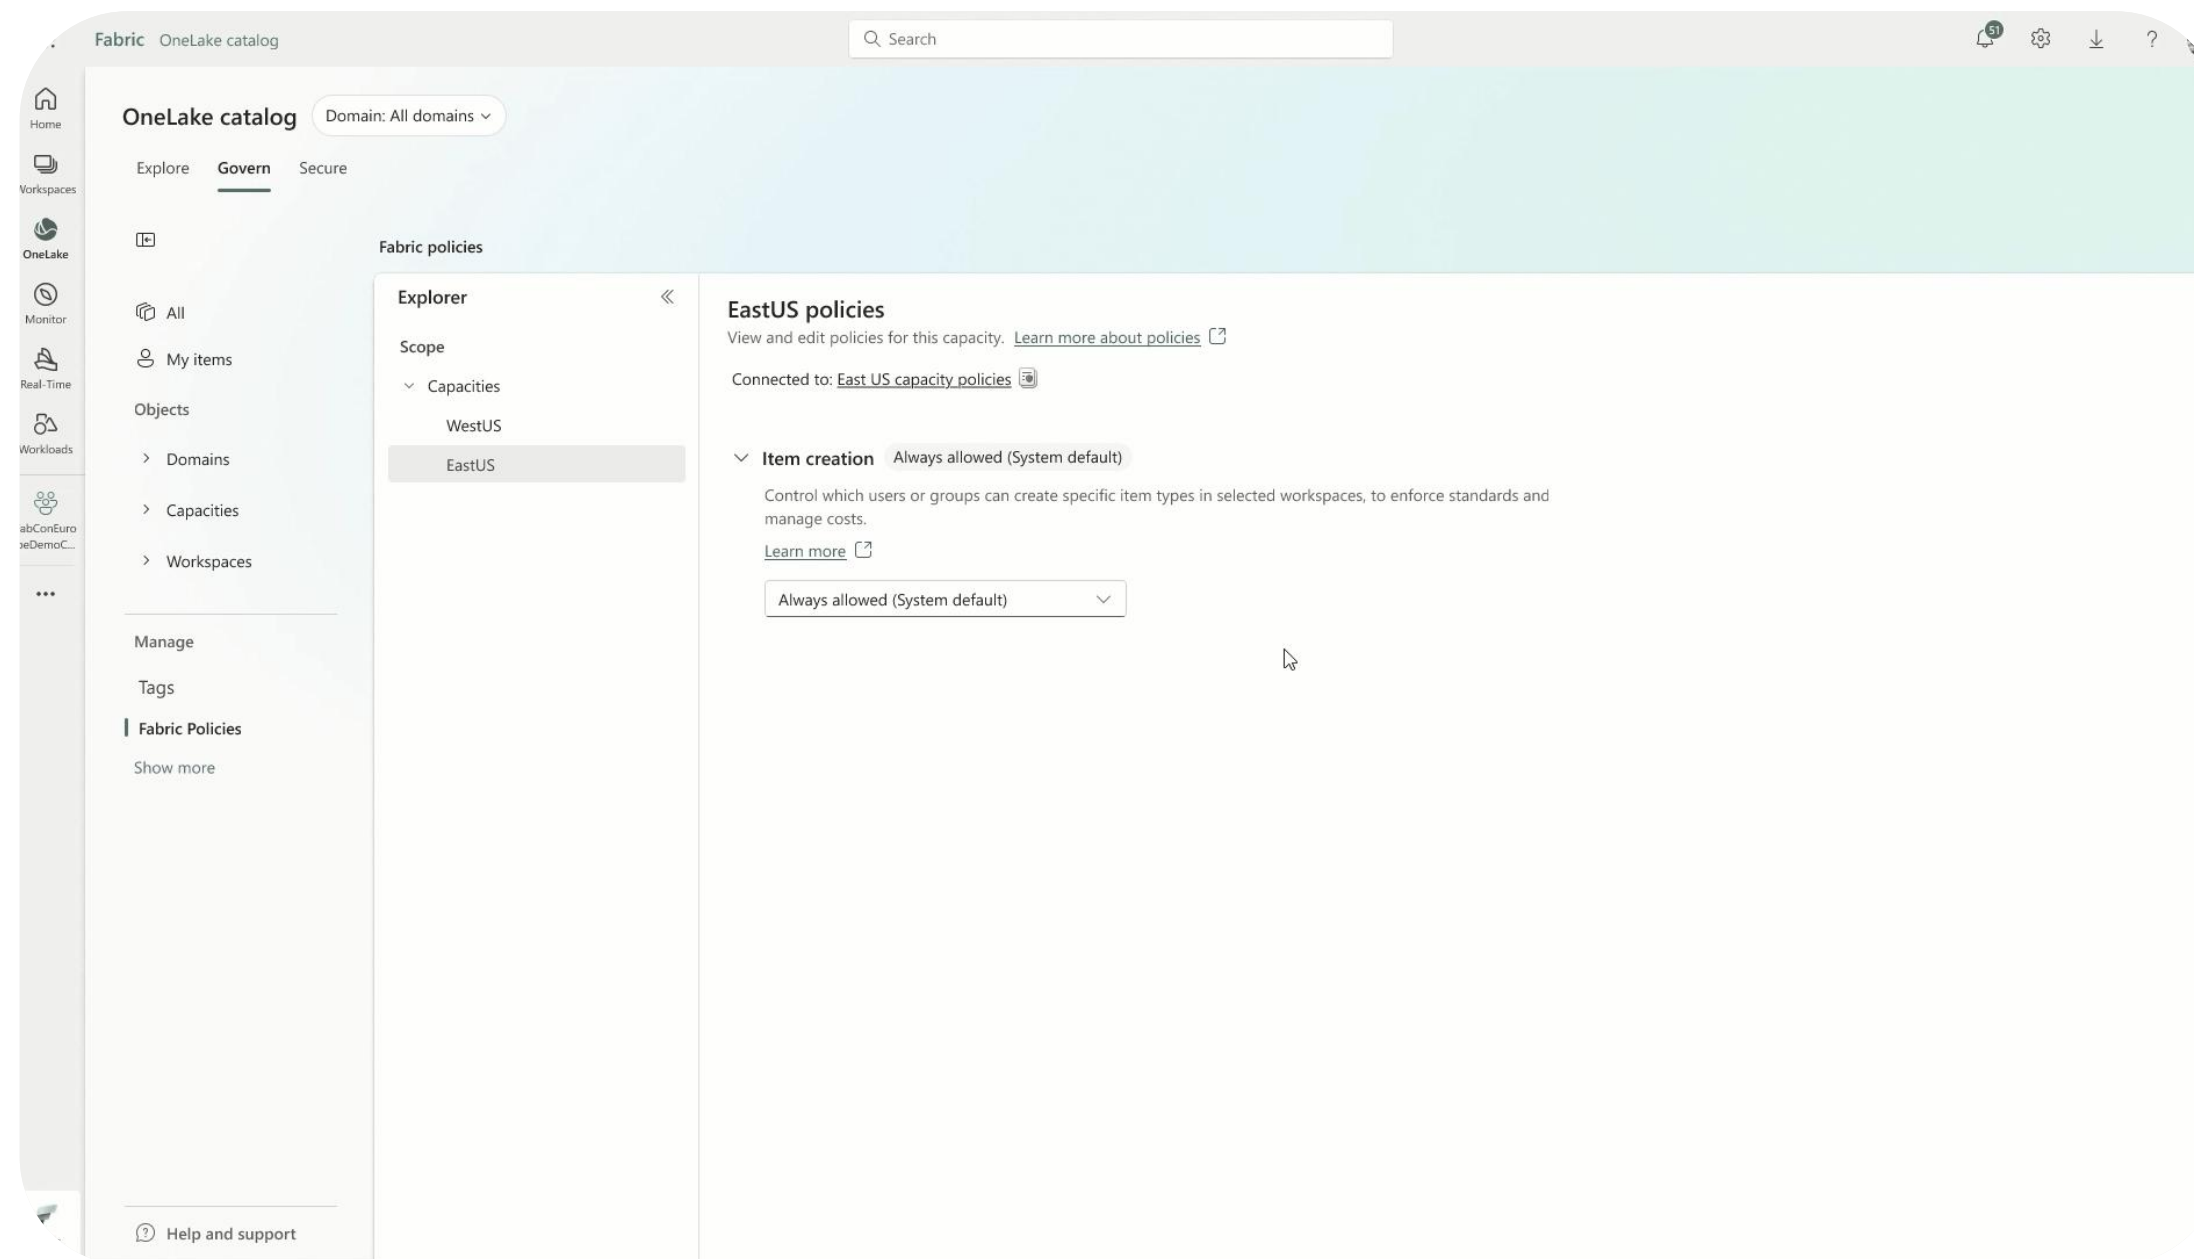 Fabric OneLake catalog
Search
51
?
Home
Workspaces
OneLake
Monitor
Real-Time
Workloads
abConEuro
peDemoC...
OneLake catalog
Domain: All domains
Explore
Govern
Secure
All
My items
Objects
Domains
Capacities
Workspaces
Manage
Tags
Fabric Policies
Show more
Help and support
Fabric policies
Explorer
Scope
Capacities
WestUS
EastUS
EastUS policies
View and edit policies for this capacity. Learn more about policies
Connected to: East US capacity policies
Item creation Always allowed (System default)
Control which users or groups can create specific item types in selected workspaces, to enforce standards and
manage costs.
Learn more
Always allowed (System default)